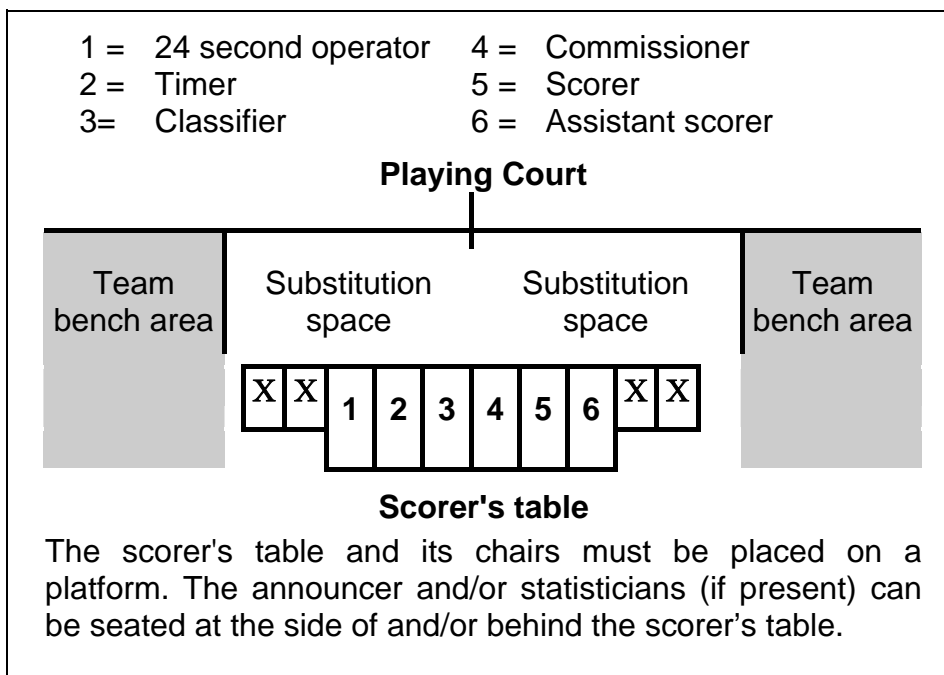 1 = 24 second operator 4 = Commissioner
2 = Timer 5 = Scorer
3= Classifier 6 = Assistant scorer
Playing Court
Team Substitution Substitution Team
bench area space space bench area
X X 1 2 3 4 5 6 X X
Scorer's table
The scorer's table and its chairs must be placed on a
platform. The announcer and/or statisticians (if present) can
be seated at the side of and/or behind the scorer’s table.